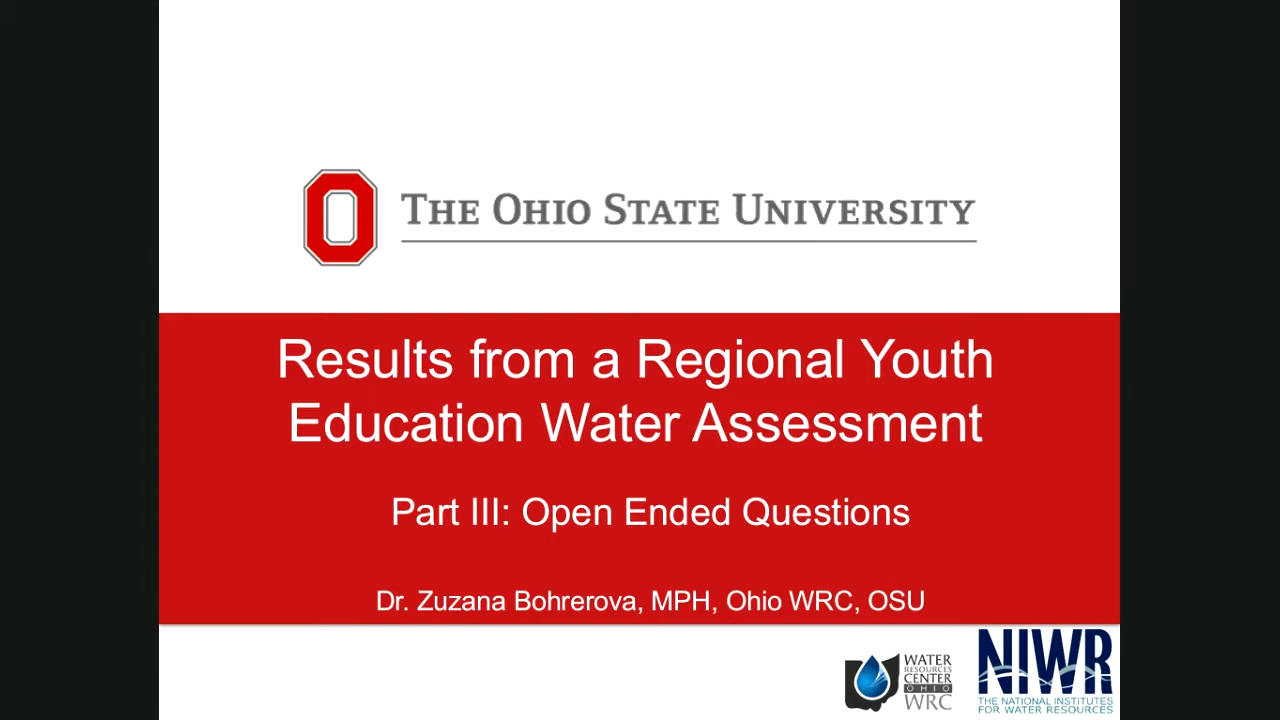 THE OHIO STATE UNIVERSITY
Results from a Regional Youth
Education Water Assessment
Part III: Open Ended Questions
Dr. Zuzana Bohrerova, MPH, Ohio WRC, OSU
WATER
RESOURCES
CENTER
OHIO
WRC
NIWR
THE NATIONAL INSTITUTES
FOR WATER RESOURCES